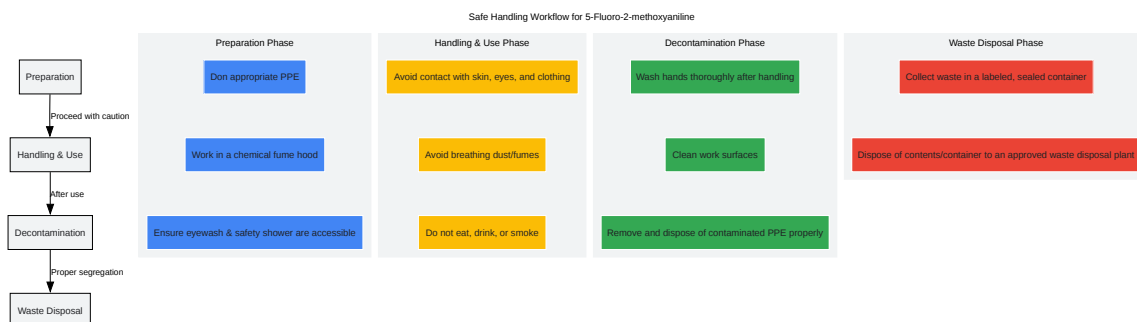 Safe Handling Workflow for 5-Fluoro-2-methoxyaniline
Preparation Phase
Handling & Use Phase
Decontamination Phase
Waste Disposal Phase
Preparation
Don appropriate PPE
Avoid contact with skin, eyes, and clothing
Wash hands thoroughly after handling
Collect waste in a labeled, sealed container
Proceed with caution
Handling & Use
Work in a chemical fume hood
Avoid breathing dust/fumes
Clean work surfaces
Dispose of contents/container to an approved waste disposal plant
After use
Decontamination
Ensure eyewash & safety shower are accessible
Do not eat, drink, or smoke
Remove and dispose of contaminated PPE properly
Proper segregation
Waste Disposal